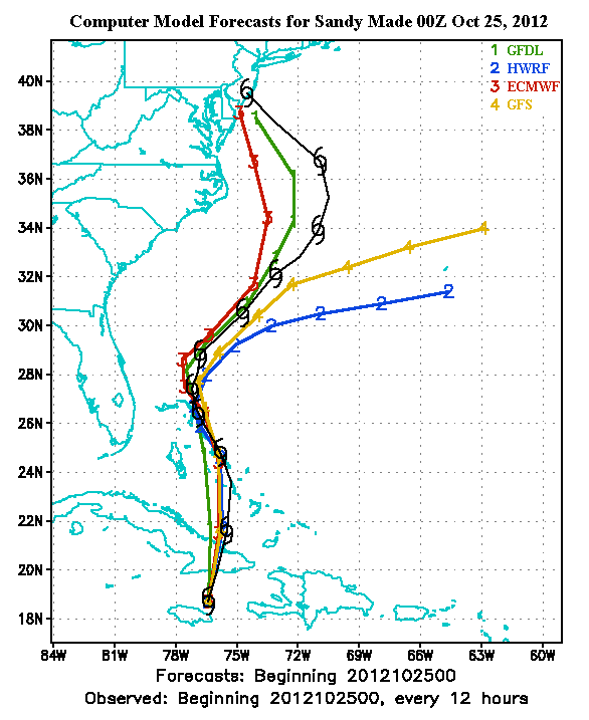 Computer Model Forecasts for Sandy Made 00Z Oct 25, 2012
1 GFDL
2 HWRF
3 ECMWF
4 GFS
40N
38N
36N
34N
32N
30N
28N
26N
24N
22N
20N
18N
84W 81W 78W 75W 72W 69W 66W 63W 60W
Forecasts: Beginning 2012102500
Observed: Beginning 2012102500, every 12 hours